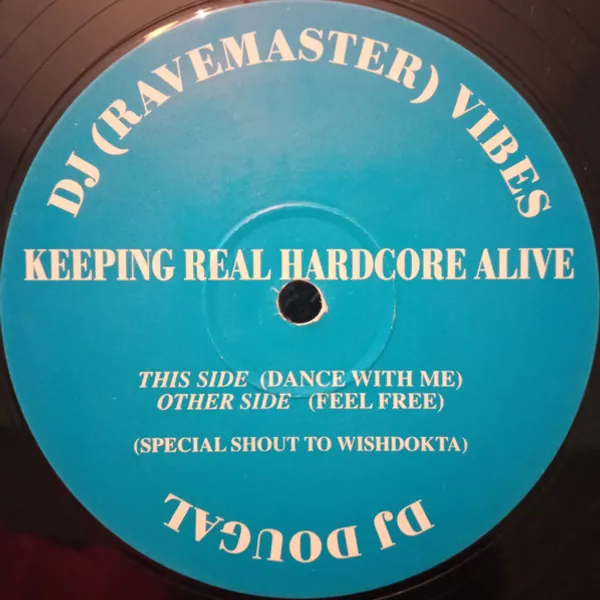 DJ (RAVEMASTER) VIBES
KEEPING REAL HARDCORE ALIVE
THIS SIDE (DANCE WITH ME)
OTHER SIDE (FEEL FREE)
(SPECIAL SHOUT TO WISHDOKTA)
DJ DOUGAL